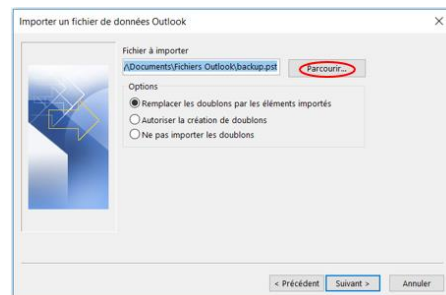 Importer un fichier de données Outlook
Fichier à importer
/\Documents\Fichiers Outlook\backup.pst
Parcourir...
Options
Remplacer les doublons par les éléments importés
Autoriser la création de doublons
Ne pas importer les doublons
< Précédent
Suivant >
Annuler